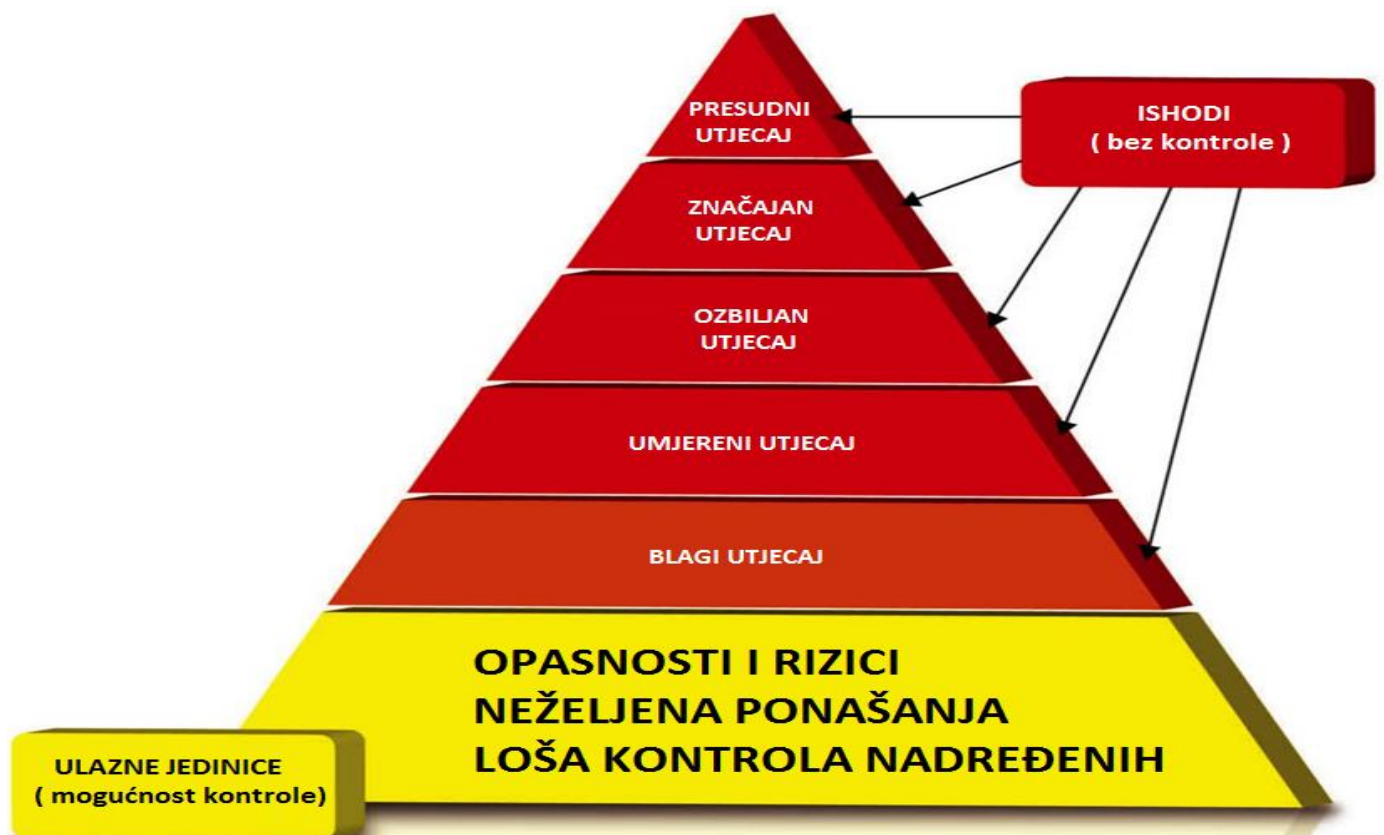 PRESUDNI
UTJECAJ
ISHODI
( bez kontrole )
ZNAČAJAN
UTJECAJ
OZBILJAN
UTJECAJ
UMJERENI UTJECAJ
BLAGI UTJECAJ
OPASNOSTI I RIZICI
NEŽELJENA PONAŠANJA
LOŠA KONTROLA NADREĐENIH
ULAZNE JEDINICE
( mogućnost kontrole)